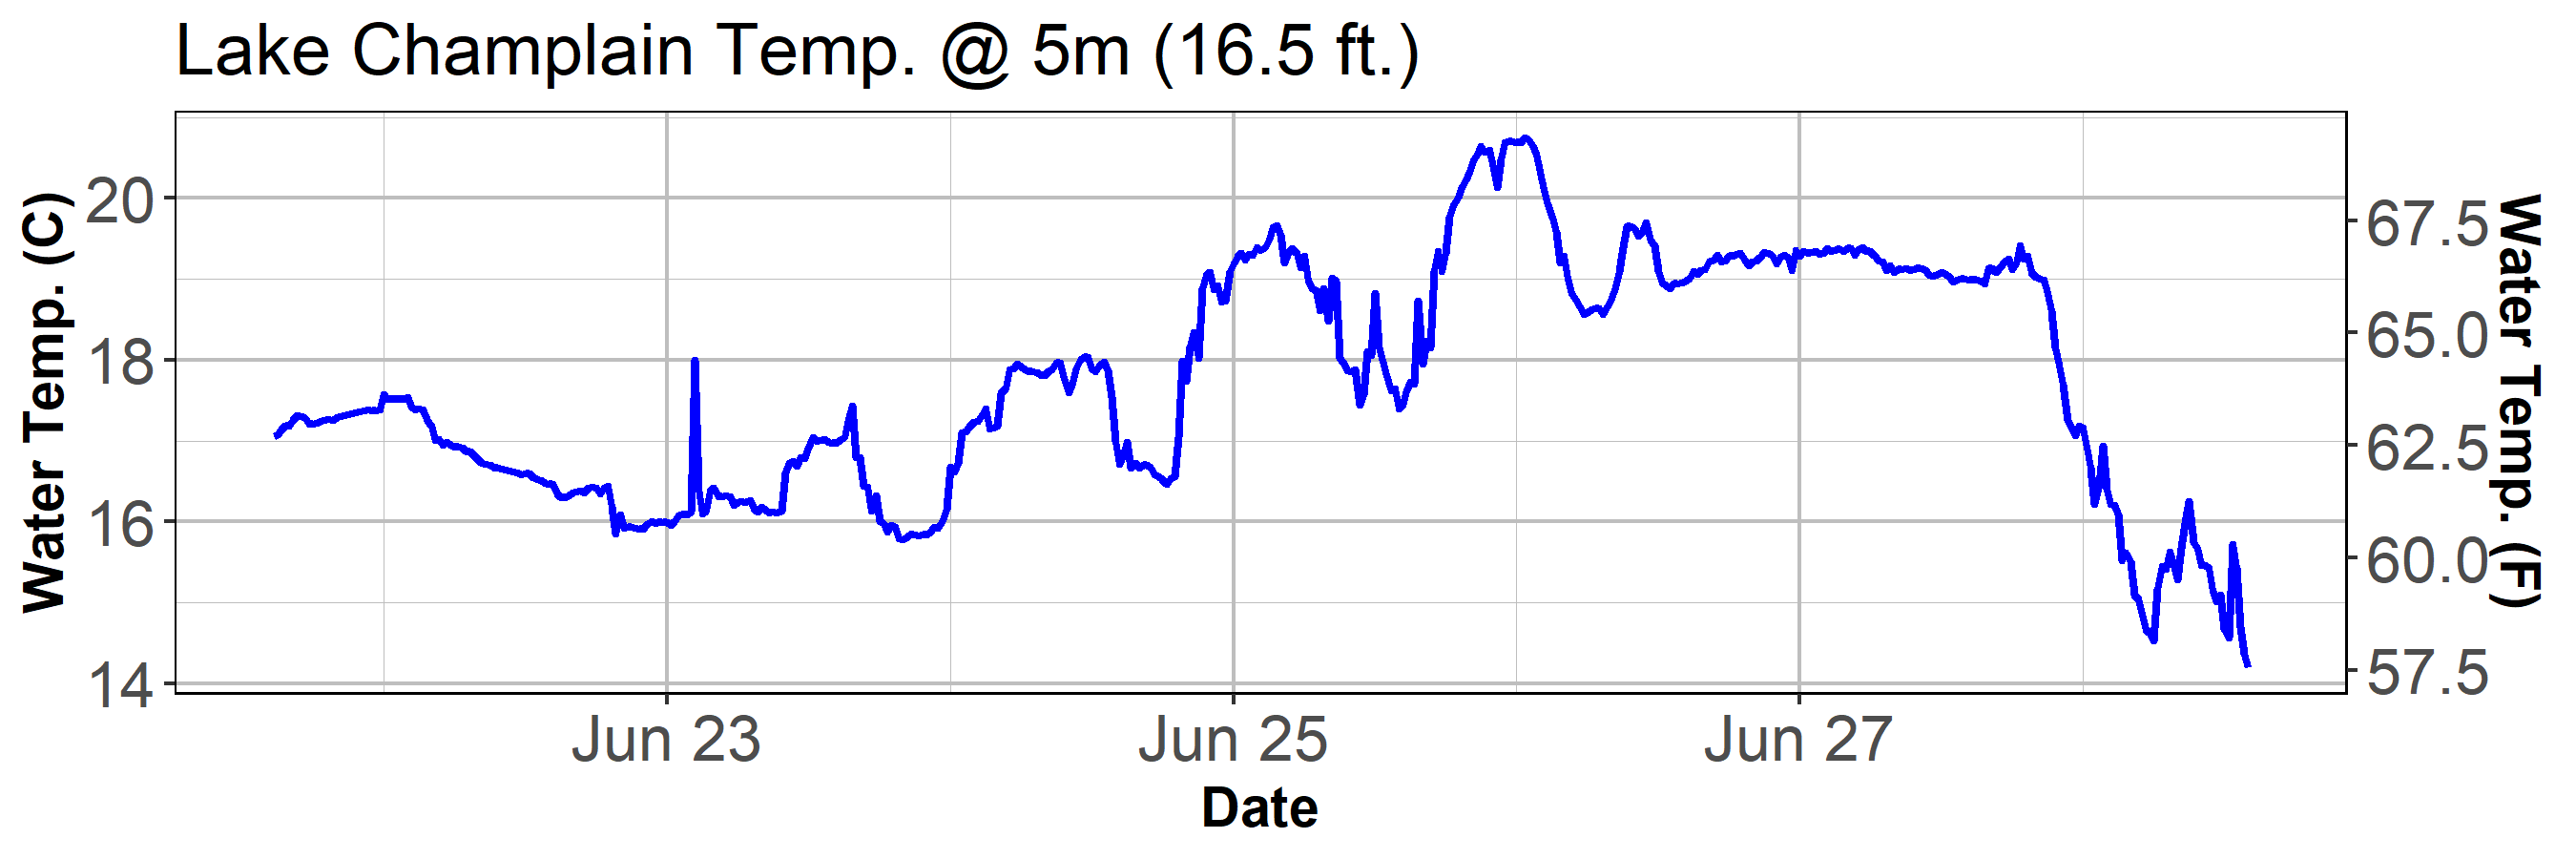 Lake Champlain Temp. @ 5m (16.5 ft.)
Water Temp. (C)
20
18
16
14
67.5
65.0
62.5
60.0
57.5
Water Temp. (F)
Jun 23 Jun 25 Jun 27
Date